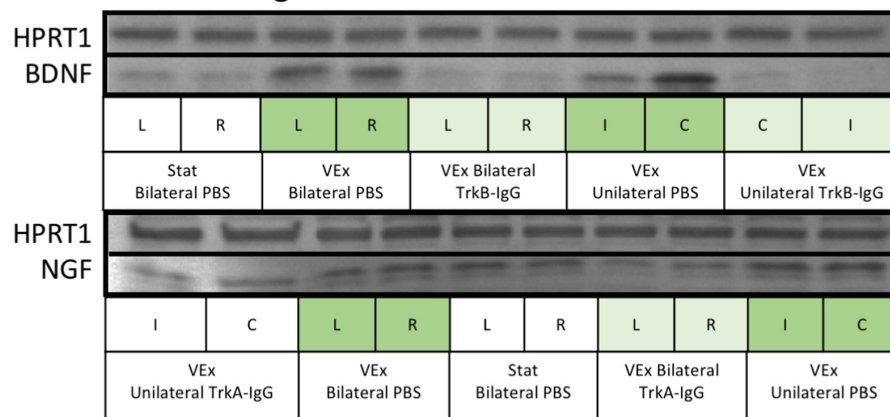 HPRT1
BDNF
L R L R L R I C C I
Stat Bilateral PBS
VEx Bilateral PBS
VEx Bilateral TrkB-IgG
VEx Unilateral PBS
VEx Unilateral TrkB-IgG
HPRT1
NGF
I C L R L R L R I C
VEx Unilateral TrkA-IgG
VEx Bilateral PBS
Stat Bilateral PBS
VEx Bilateral TrkA-IgG
VEx Unilateral PBS